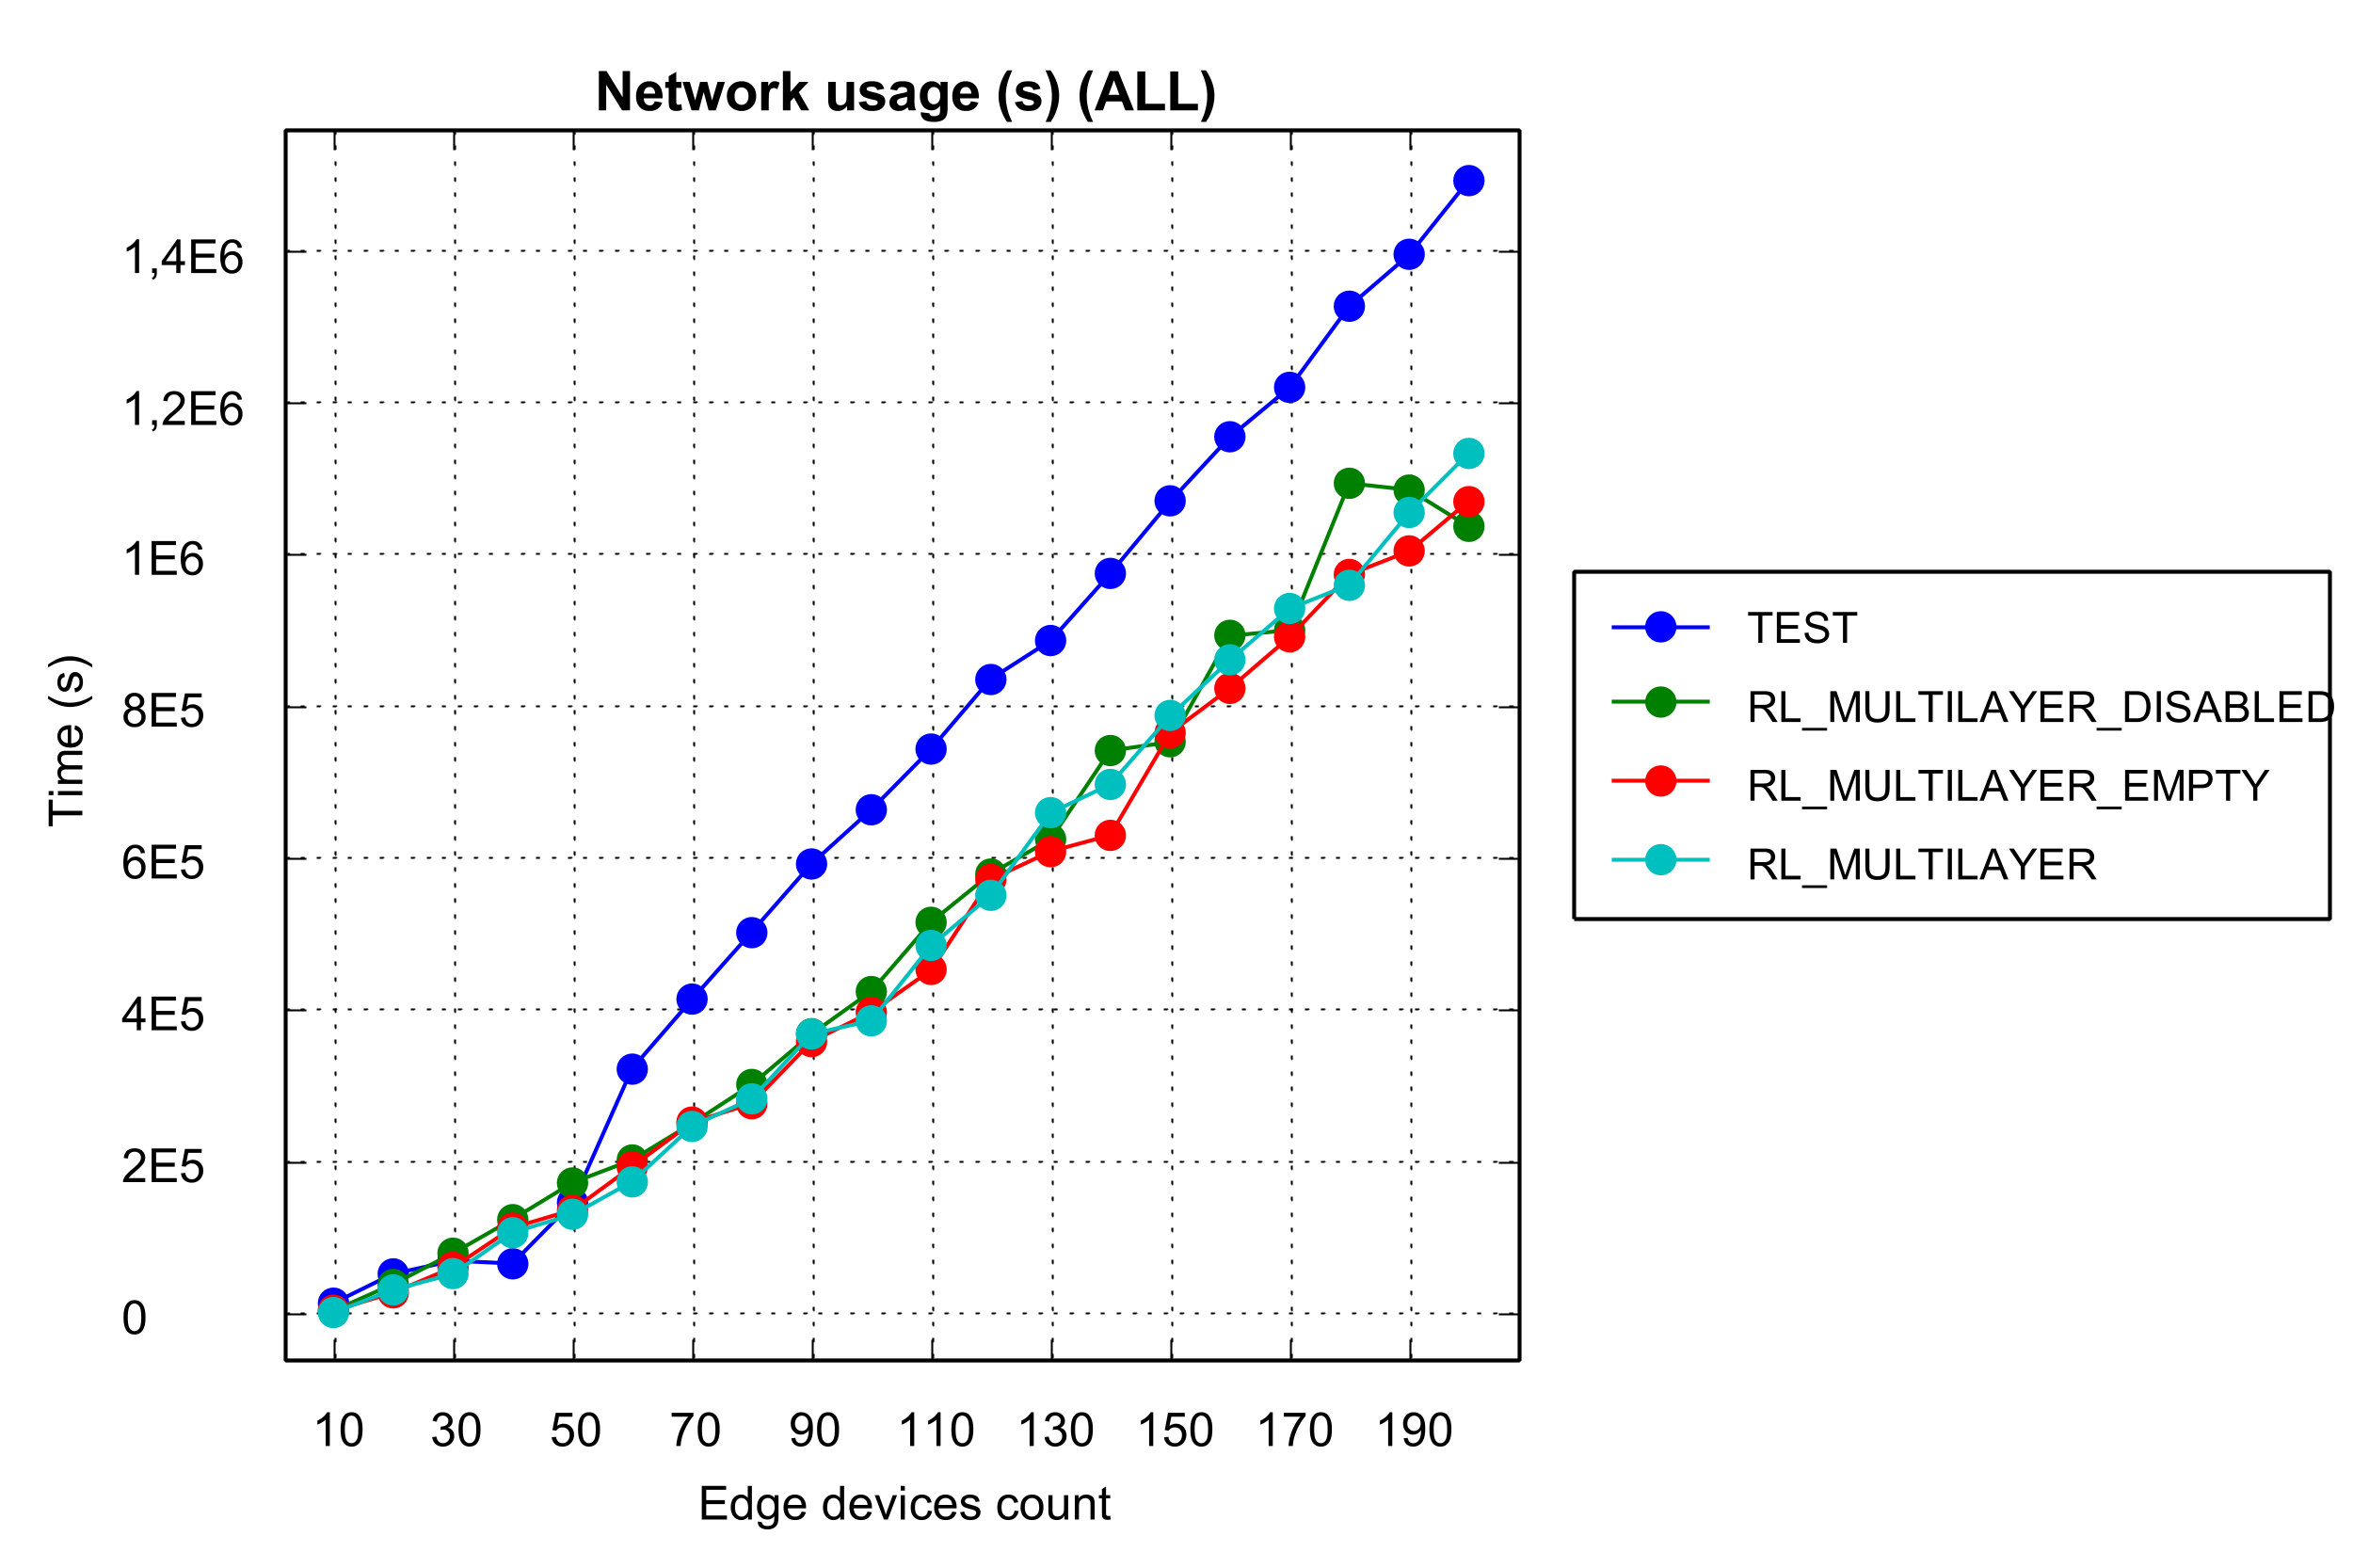 Network usage (s) (ALL)
1,4E6
1,2E6
1E6
8E5
6E5
4E5
2E5
0
Time (s)
10 30 50 70 90 110 130 150 170 190
Edge devices count
TEST
RL_MULTILAYER_DISABLED
RL_MULTILAYER_EMPTY
RL_MULTILAYER